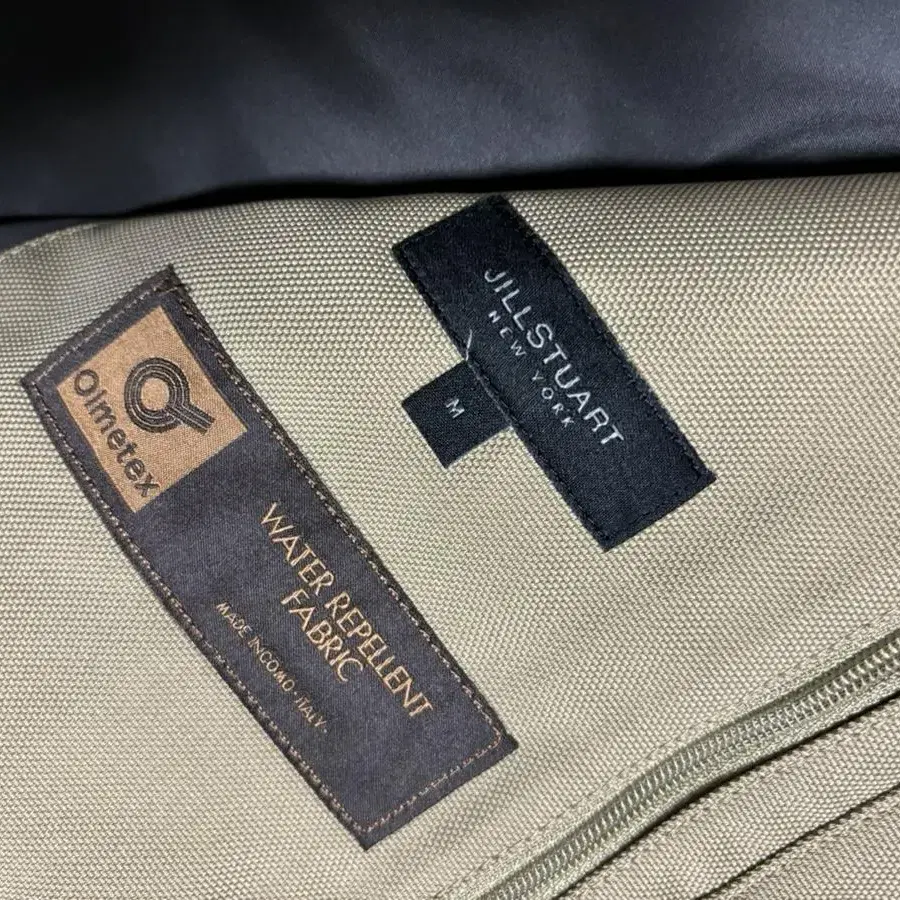 Olmetex
WATER REPELLENT
FABRIC
MADE IN COMO - ITALY.
JILLSTUART
NEW YORK
M